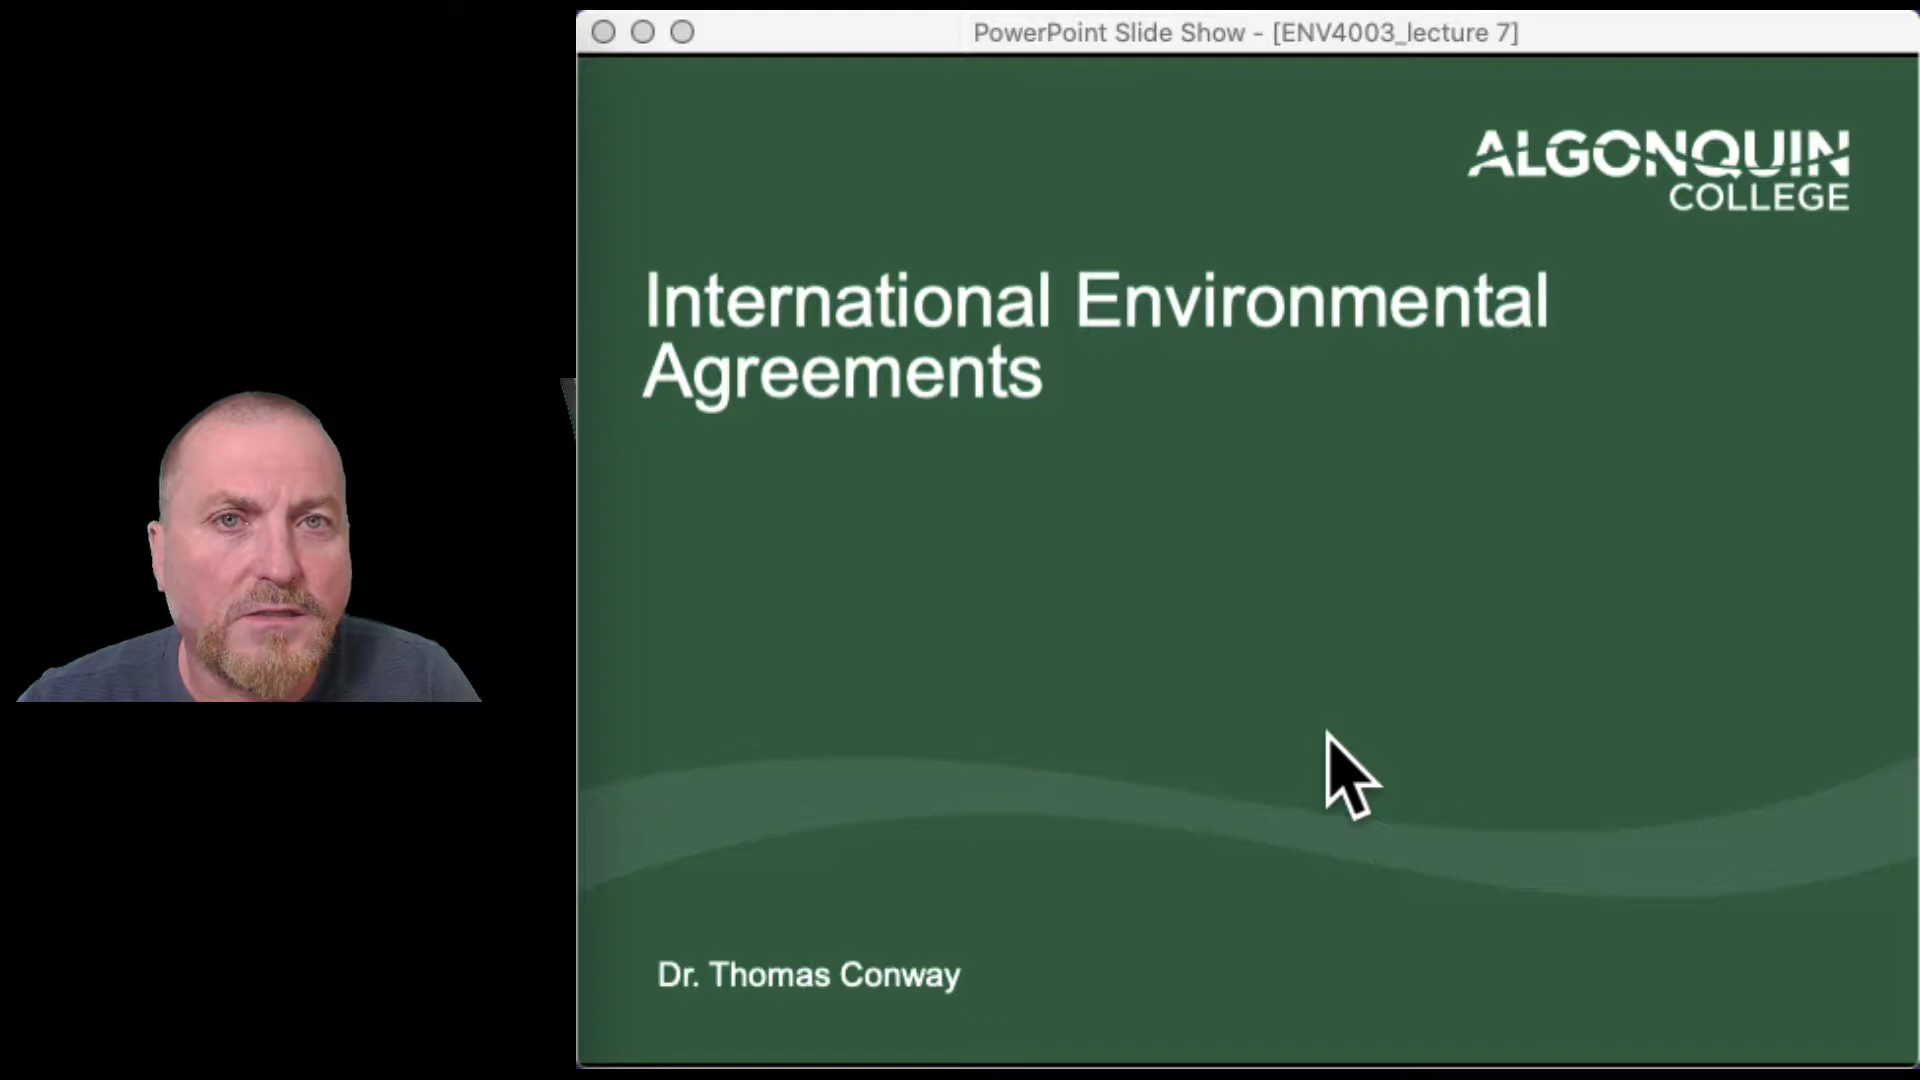 PowerPoint Slide Show - [ENV4003_lecture 7]
ALGONQUIN
COLLEGE
International Environmental
Agreements
Dr. Thomas Conway